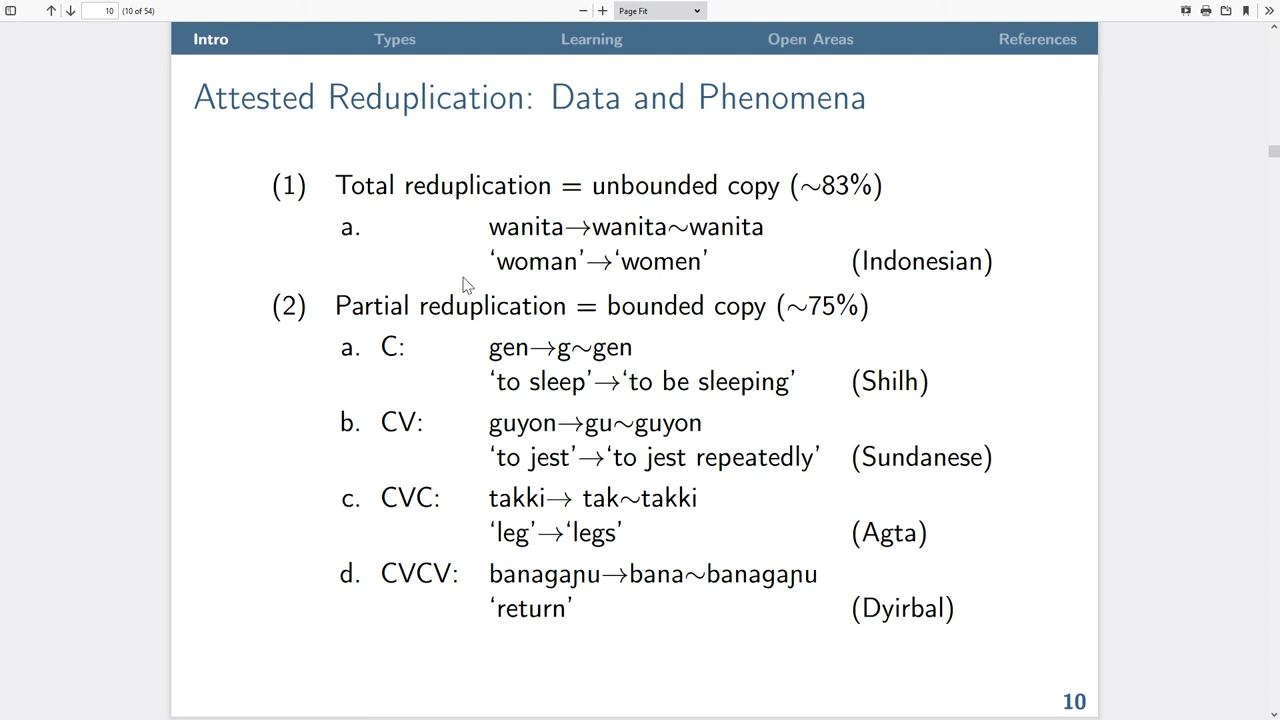 10 (10 of 54) Page Fit
Intro Types Learning Open Areas References
Attested Reduplication: Data and Phenomena
(1) Total reduplication = unbounded copy (∼83%)
a. wanita→wanita∼wanita
‘woman’→‘women’ (Indonesian)
(2) Partial reduplication = bounded copy (∼75%)
a. C: gen→g∼gen
‘to sleep’→‘to be sleeping’ (Shilh)
b. CV: guyon→gu∼guyon
‘to jest’→‘to jest repeatedly’ (Sundanese)
c. CVC: takki→ tak∼takki
‘leg’→‘legs’ (Agta)
d. CVCV: banagaɲu→bana∼banagaɲu
‘return’ (Dyirbal)
10